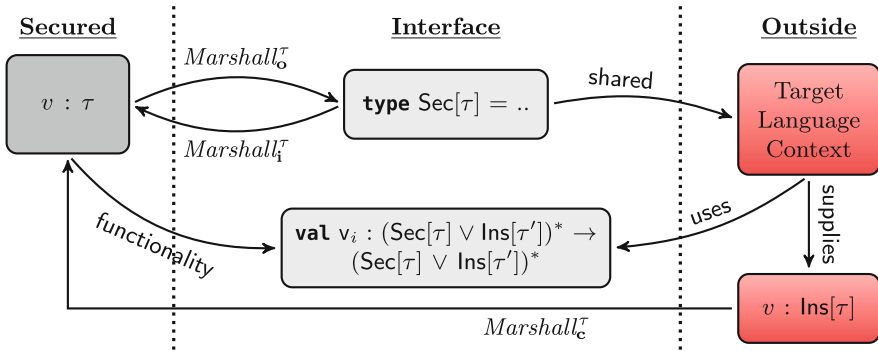 Secured
Interface
Outside
Marshall_o^τ
shared
v : τ
type Sec[τ] = ..
Target
Language
Context
Marshall_i^τ
functionality
val v_i : (Sec[τ] ∨ Ins[τ′])* →
(Sec[τ] ∨ Ins[τ′])*
uses
supplies
v : Ins[τ]
Marshall_c^τ